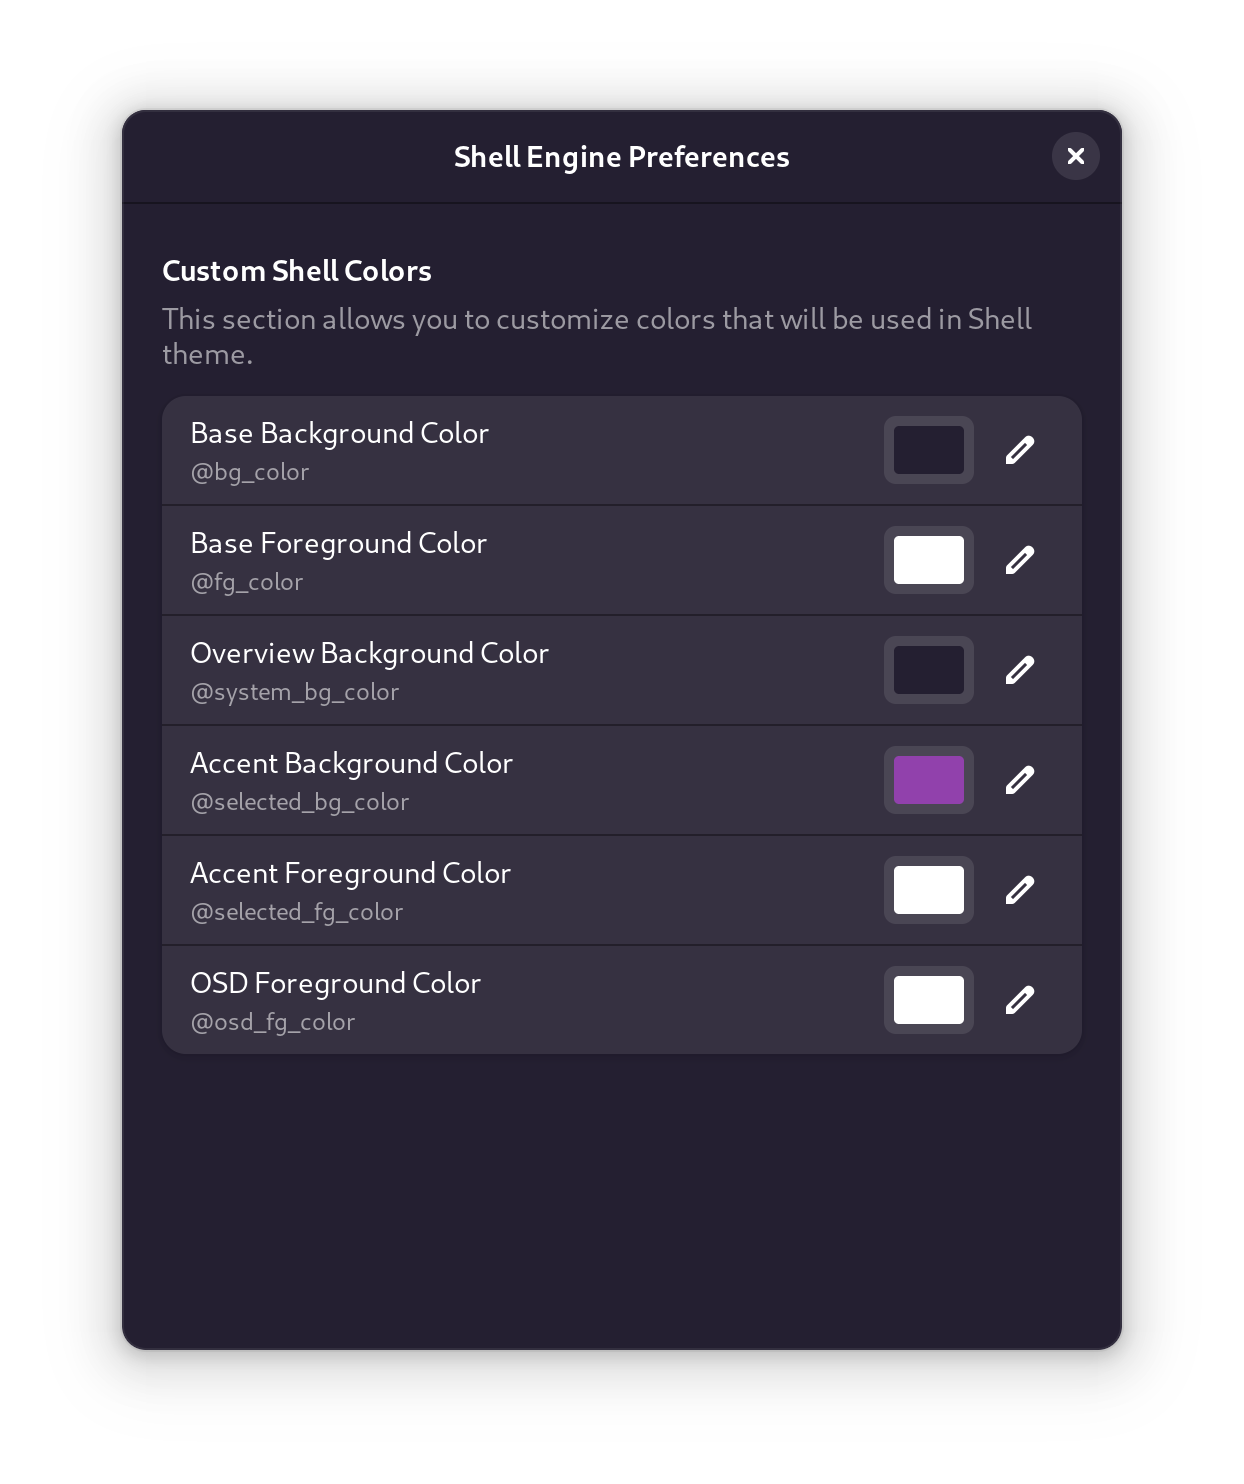 Shell Engine Preferences
Custom Shell Colors
This section allows you to customize colors that will be used in Shell
theme.
Base Background Color
@bg_color
Base Foreground Color
@fg_color
Overview Background Color
@system_bg_color
Accent Background Color
@selected_bg_color
Accent Foreground Color
@selected_fg_color
OSD Foreground Color
@osd_fg_color